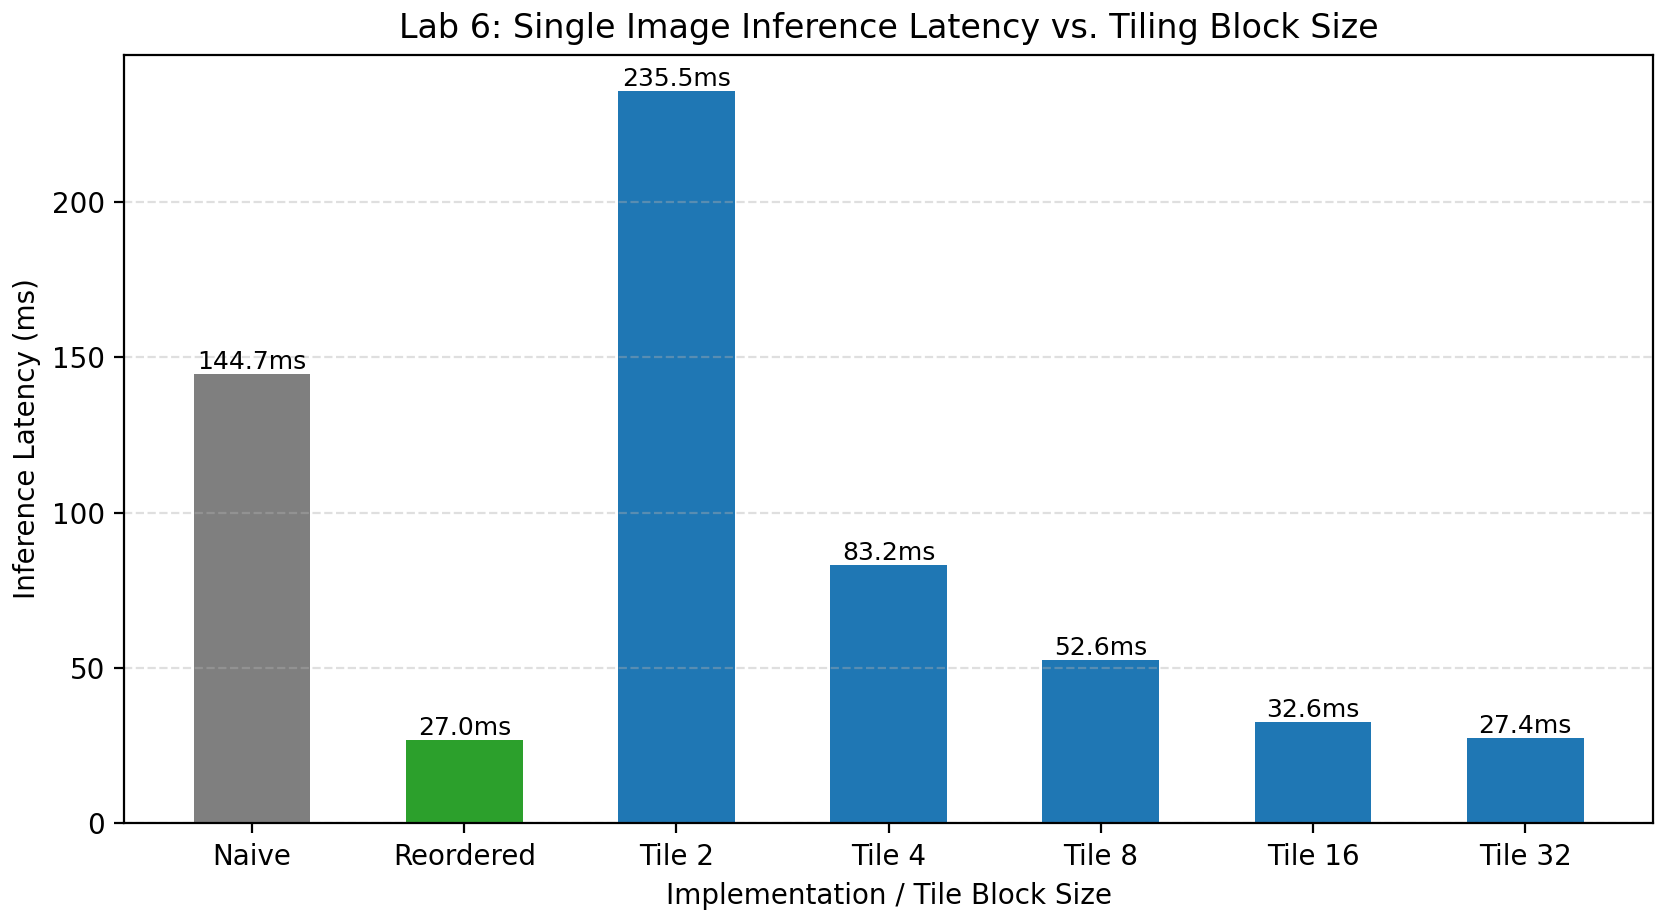 Lab 6: Single Image Inference Latency vs. Tiling Block Size
Inference Latency (ms)
200
150
100
50
0
144.7ms
27.0ms
235.5ms
83.2ms
52.6ms
32.6ms
27.4ms
Naive
Reordered
Tile 2
Tile 4
Tile 8
Tile 16
Tile 32
Implementation / Tile Block Size